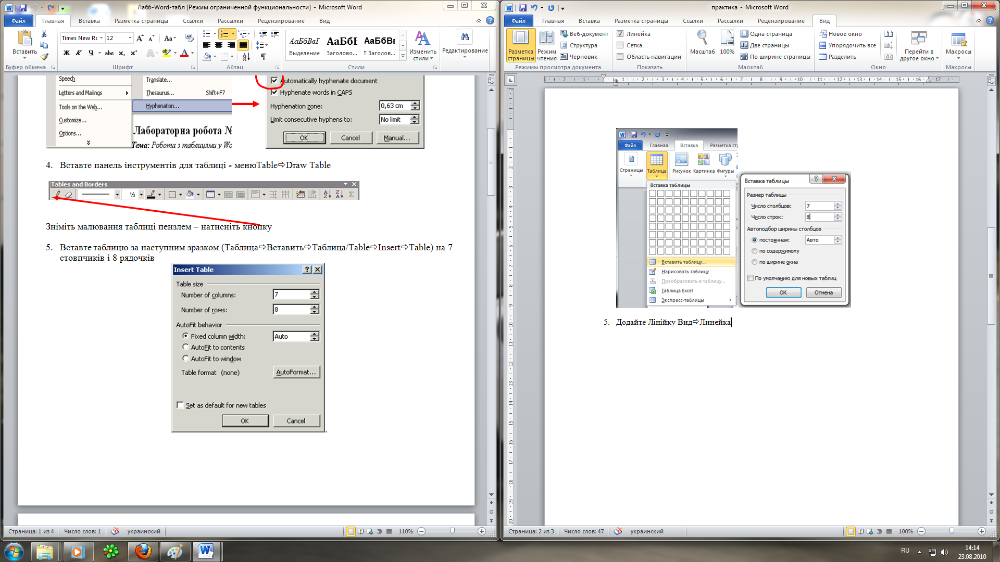 Лабб-Word-табл [Режим ограниченной функциональности] - Microsoft Word
Файл Главная Вставка Разметка страницы Ссылки Рассылки Рецензирование Вид
Вставить
Times New Rc 12
Ж К Ч abc x₂ x²
АаБбВвГ АаБбВ АаБбВв
Выделение Заголово... ¶ Заголов...
Изменить стили
Редактирование
Буфер обмена Шрифт Абзац Стили
Speech
Letters and Mailings
Tools on the Web...
Customize...
Options...
Translate...
Thesaurus... Shift+F7
Hyphenation...
Лабораторна робота №
Тема: Робота з таблицями у Wo
Automatically hyphenate document
Hyphenate words in CAPS
Hyphenation zone: 0,63 cm
Limit consecutive hyphens to: No limit
OK Cancel Manual...
4. Вставте панель інструментів для таблиці - менюTable⇨Draw Table
Tables and Borders
½
Зніміть малювання таблиці пензлем – натисніть кнопку
5. Вставте таблицю за наступним зразком (Таблица⇨Вставить⇨Таблица/Table⇨Insert⇨Table) на 7
стовпчиків і 8 рядочків
Insert Table
Table size
Number of columns: 7
Number of rows: 8
AutoFit behavior
Fixed column width: Auto
AutoFit to contents
AutoFit to window
Table format (none) AutoFormat...
Set as default for new tables
OK Cancel
Страница: 1 из 4 Число слов: 1 украинский 110%
практика - Microsoft Word
Файл Главная Вставка Разметка страницы Ссылки Рассылки Рецензирование Вид
Разметка страницы
Режим чтения
Веб-документ
Структура
Черновик
Линейка
Сетка
Область навигации
Масштаб
100%
Одна страница
Две страницы
По ширине страницы
Новое окно
Упорядочить все
Разделить
Перейти в другое окно
Макросы
Режимы просмотра документа Показать Масштаб Окно Макросы
Файл Главная Вставка Разметка ст
Страницы Таблица Рисунок Картинка Фигуры
Вставка таблицы
Вставить таблицу...
Нарисовать таблицу
Преобразовать в таблицу...
Таблица Excel
Экспресс-таблицы
Вставка таблицы
Размер таблицы
Число столбцов: 7
Число строк: 8
Автоподбор ширины столбцов
постоянная: Авто
по содержимому
по ширине окна
По умолчанию для новых таблиц
OK Отмена
5. Додайте Лінійку Вид⇨Линейка
Страница: 2 из 3 Число слов: 47 украинский 100%
RU
14:14
23.08.2010